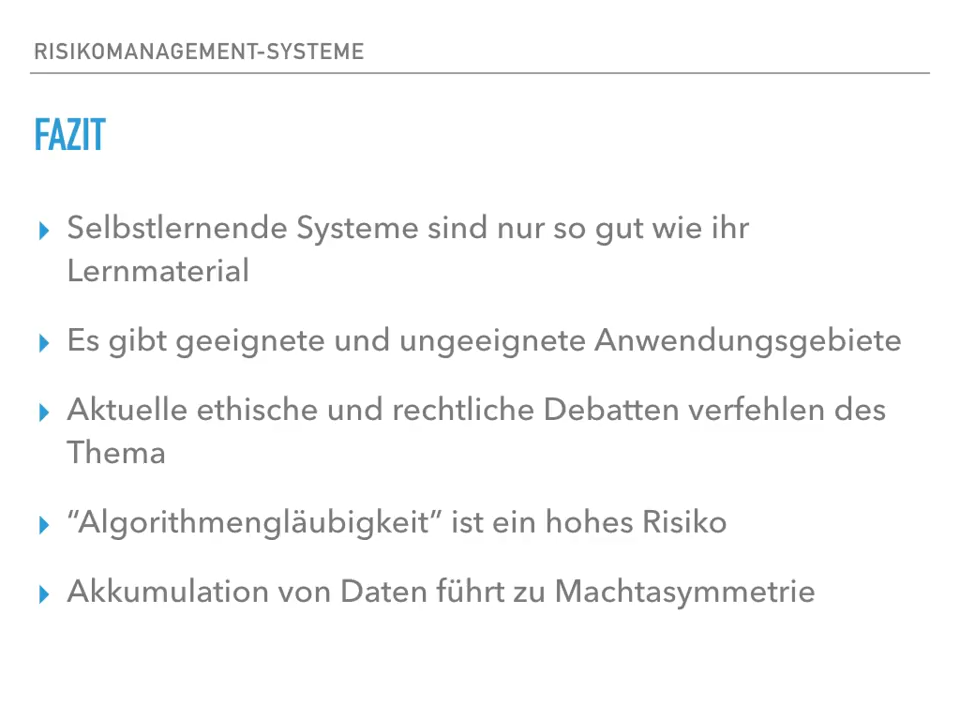 RISIKOMANAGEMENT-SYSTEME
FAZIT
Selbstlernende Systeme sind nur so gut wie ihr
Lernmaterial
Es gibt geeignete und ungeeignete Anwendungsgebiete
Aktuelle ethische und rechtliche Debatten verfehlen des
Thema
“Algorithmengläubigkeit” ist ein hohes Risiko
Akkumulation von Daten führt zu Machtasymmetrie